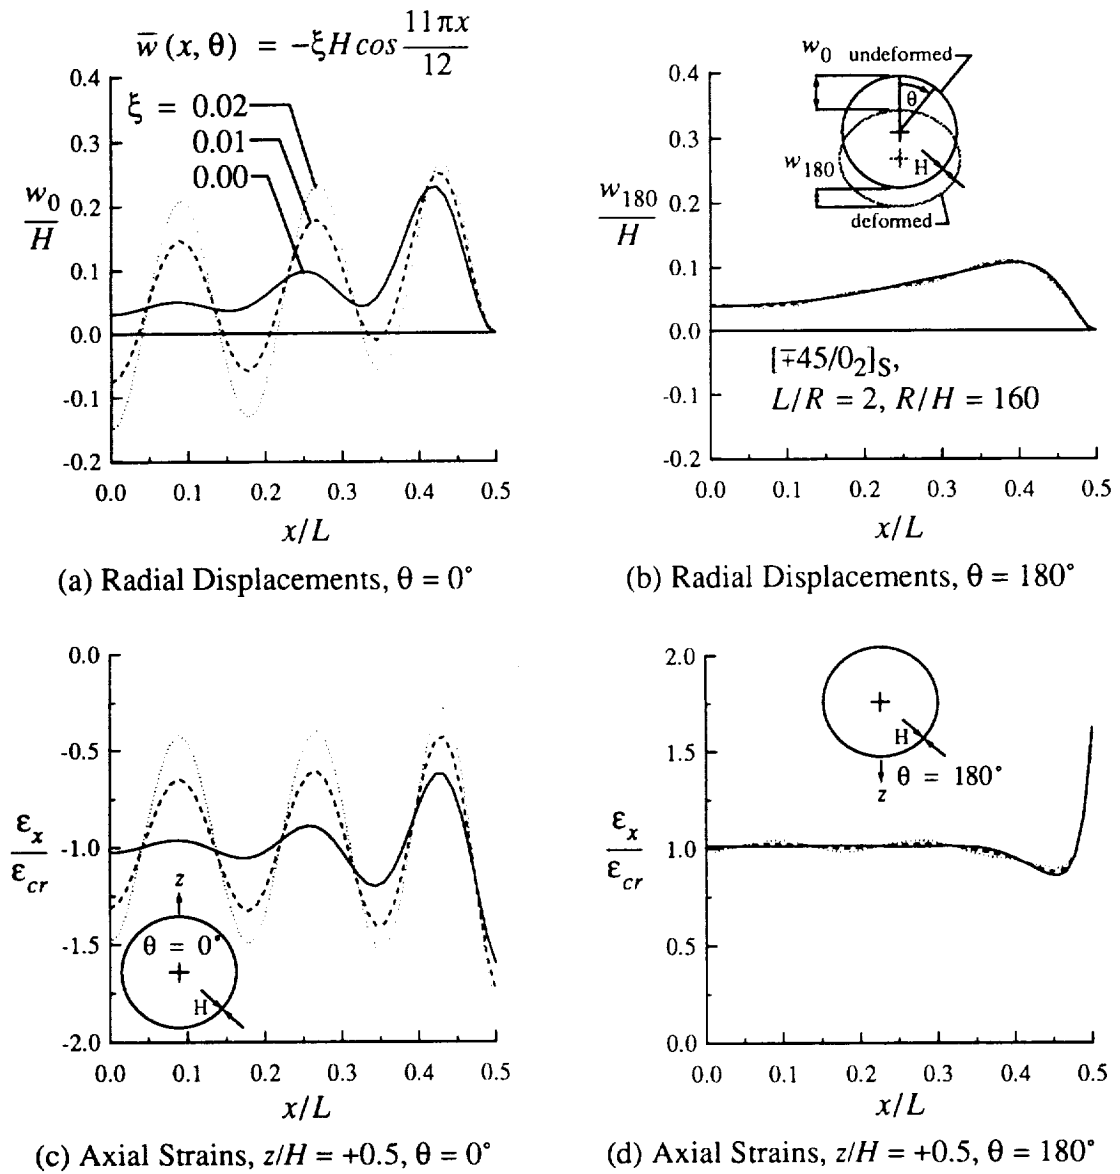 w̅ (x, θ) = −ξH cos 11πx/12
ξ = 0.02
0.01
0.00
w₀/H
0.4
0.3
0.2
0.1
0.0
-0.1
-0.2
0.0 0.1 0.2 0.3 0.4 0.5
x/L
(a) Radial Displacements, θ = 0°
w₀
undeformed
θ
w₁₈₀
H
deformed
w₁₈₀/H
0.4
0.3
0.2
0.1
0.0
-0.1
-0.2
[∓45/0₂]S,
L/R = 2, R/H = 160
0.0 0.1 0.2 0.3 0.4 0.5
x/L
(b) Radial Displacements, θ = 180°
0.0
-0.5
-1.0
-1.5
-2.0
εx/εcr
z
θ = 0°
H
0.0 0.1 0.2 0.3 0.4 0.5
x/L
(c) Axial Strains, z/H = +0.5, θ = 0°
2.0
1.5
1.0
0.5
0.0
εx/εcr
H
θ = 180°
z
0.0 0.1 0.2 0.3 0.4 0.5
x/L
(d) Axial Strains, z/H = +0.5, θ = 180°